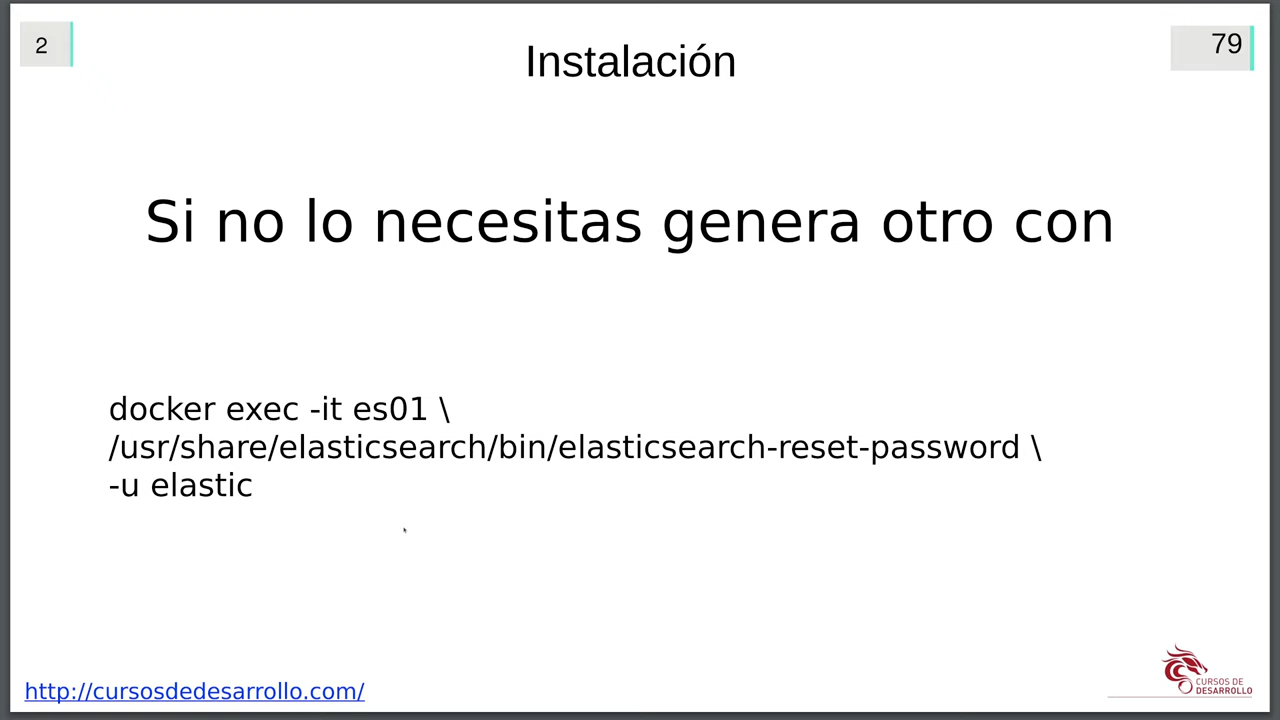 2
Instalación
79
Si no lo necesitas genera otro con
docker exec -it es01 \
/usr/share/elasticsearch/bin/elasticsearch-reset-password \
-u elastic
http://cursosdedesarrollo.com/
CURSOS DE
DESARROLLO